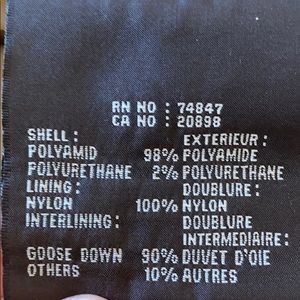 RN NO : 74847
CA NO : 20898
SHELL : EXTERIEUR :
POLYAMID 98% POLYAMIDE
POLYURETHANE 2% POLYURETHANE
LINING : DOUBLURE :
NYLON 100% NYLON
INTERLINING : DOUBLURE
INTERMEDIAIRE :
GOOSE DOWN 90% DUVET D'OIE
OTHERS 10% AUTRES